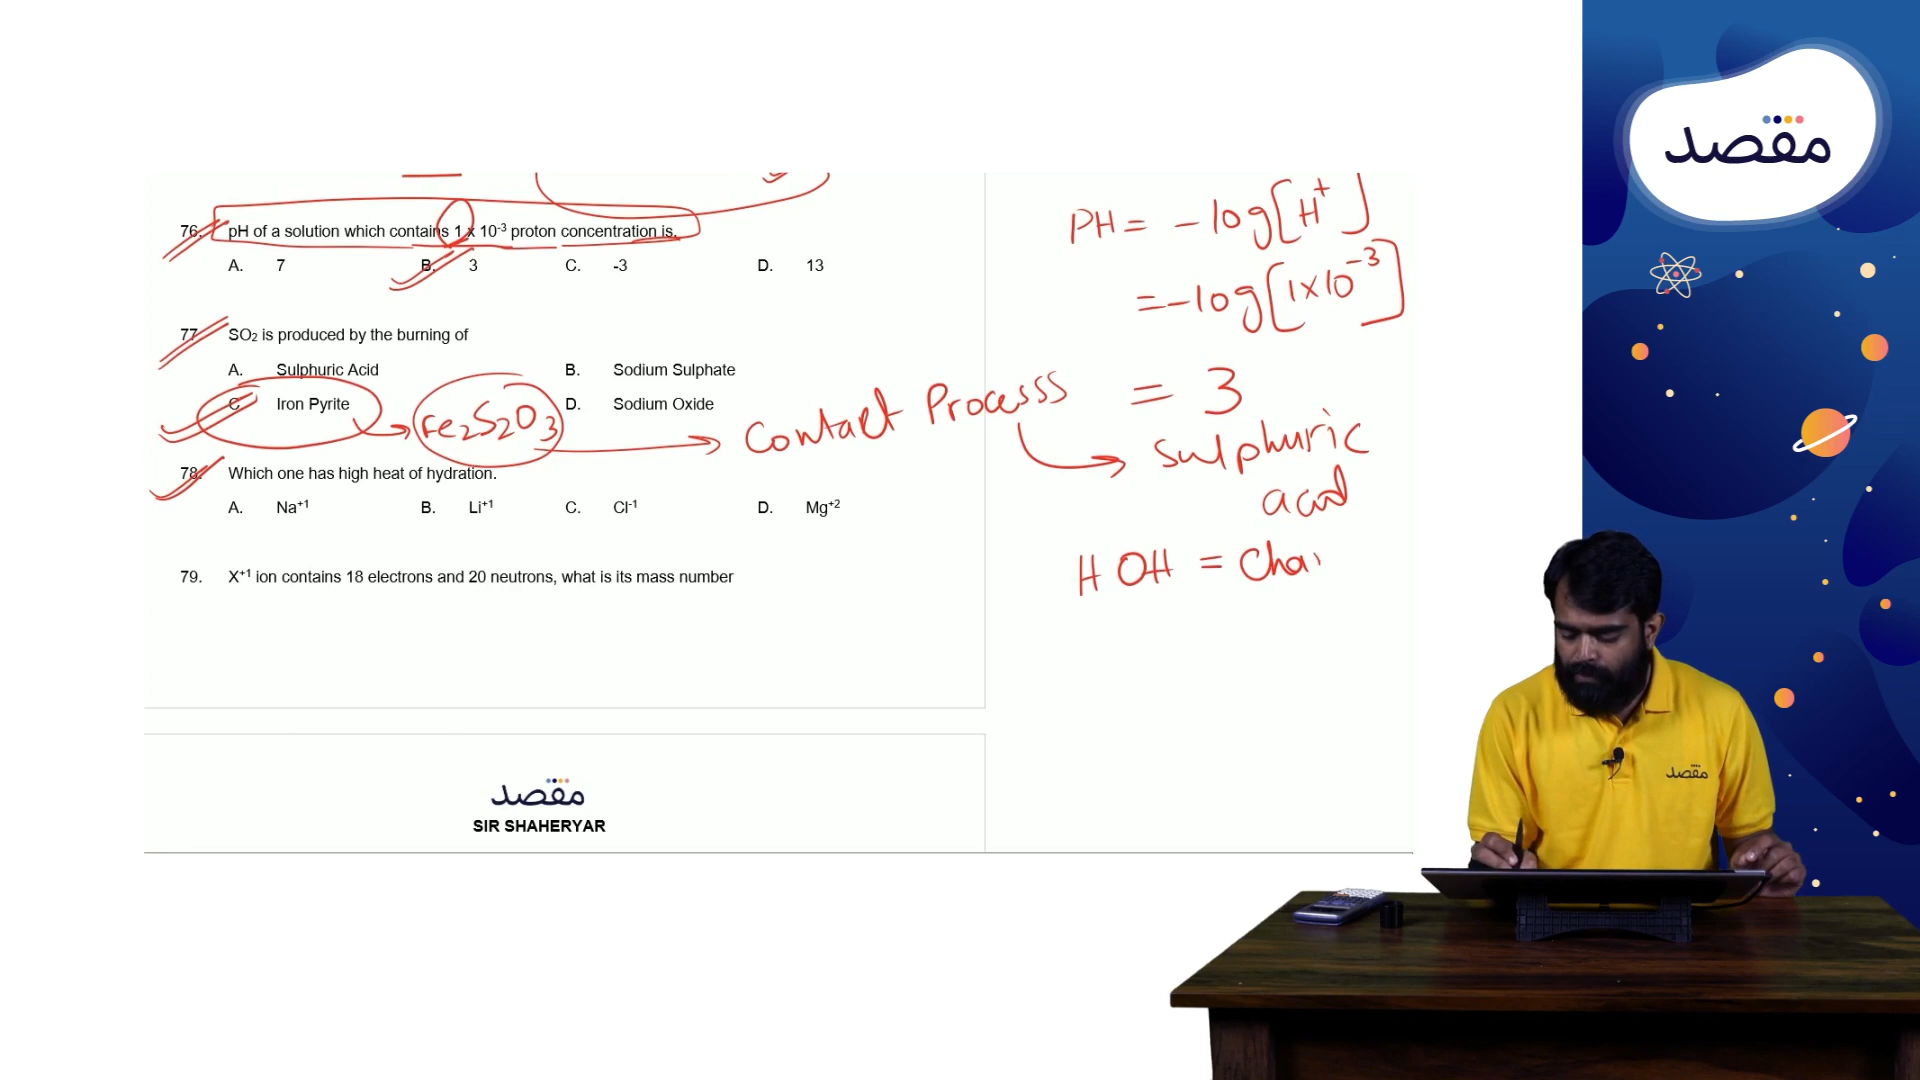 مقصد
76. pH of a solution which contains 1 x 10⁻³ proton concentration is.
A. 7 B. 3 C. -3 D. 13
77. SO₂ is produced by the burning of
A. Sulphuric Acid B. Sodium Sulphate
C. Iron Pyrite D. Sodium Oxide
Fe₂S₂O₃
Contact Processs
78. Which one has high heat of hydration.
A. Na⁺¹ B. Li⁺¹ C. Cl⁻¹ D. Mg⁺²
79. X⁺¹ ion contains 18 electrons and 20 neutrons, what is its mass number
PH = -log[H⁺]
= -log[1x10⁻³]
= 3
Sulphuric
acid
HOH = Cha
مقصد
SIR SHAHERYAR
مقصد